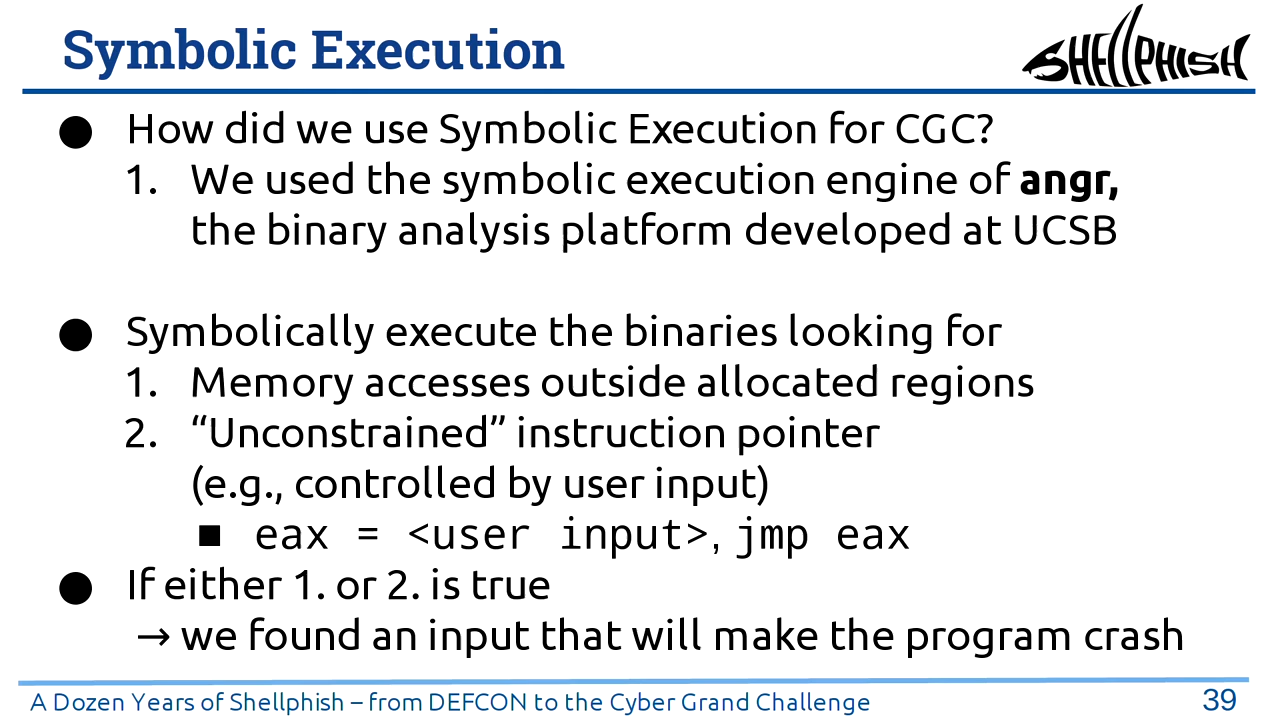 Symbolic Execution
SHELLPHISH
● How did we use Symbolic Execution for CGC?
1. We used the symbolic execution engine of angr,
the binary analysis platform developed at UCSB
● Symbolically execute the binaries looking for
1. Memory accesses outside allocated regions
2. “Unconstrained” instruction pointer
(e.g., controlled by user input)
■ eax = <user input>, jmp eax
● If either 1. or 2. is true
→ we found an input that will make the program crash
A Dozen Years of Shellphish – from DEFCON to the Cyber Grand Challenge
39